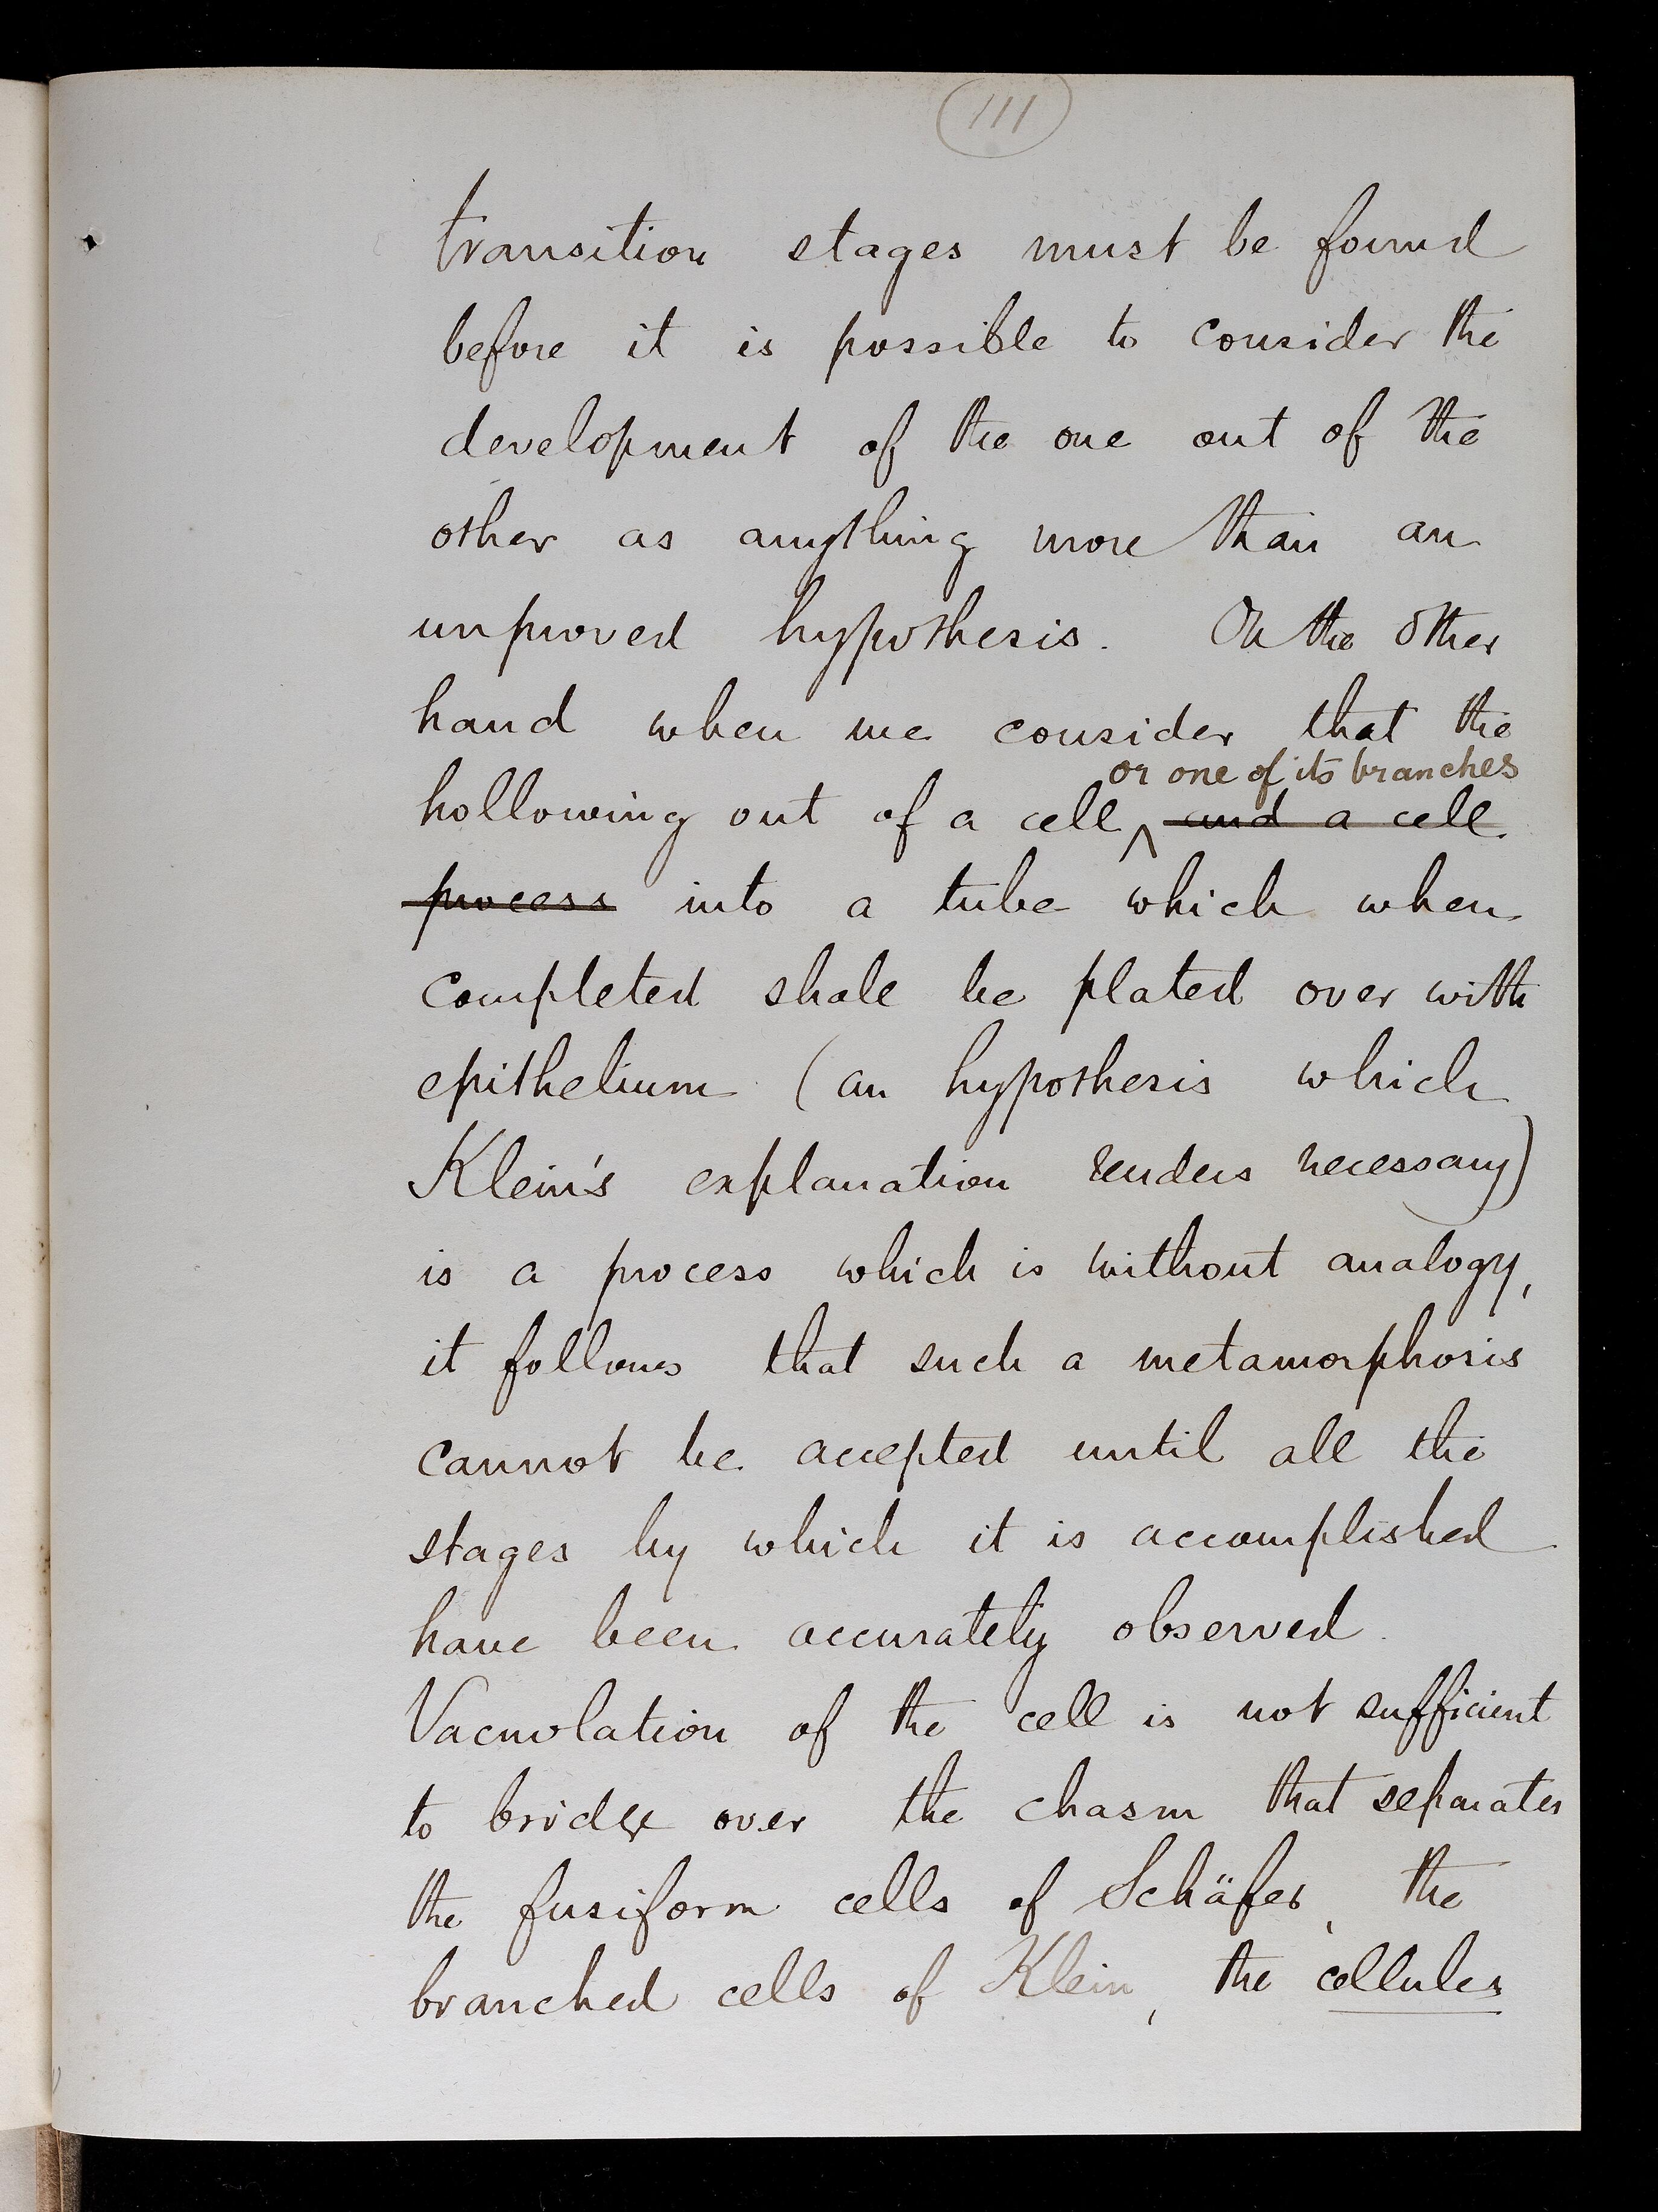 111
transition stages must be found
before it is possible to consider the
development of the one out of the
other as anything more than an
unproved hypothesis. On the other
hand when we consider that the
or one of its branches
hollowing out of a cell ^ and a cell
process into a tube which when
completed shall be plated over with
epithelium (an hypothesis which
Klein's explanation renders necessary)
is a process which is without analogy,
it follows that such a metamorphosis
cannot be accepted until all the
stages by which it is accomplished
have been accurately observed.
Vacuolation of the cell is not sufficient
to bridge over the chasm that separates
the fusiform cells of Schäfer, the
branched cells of Klein, the cellules